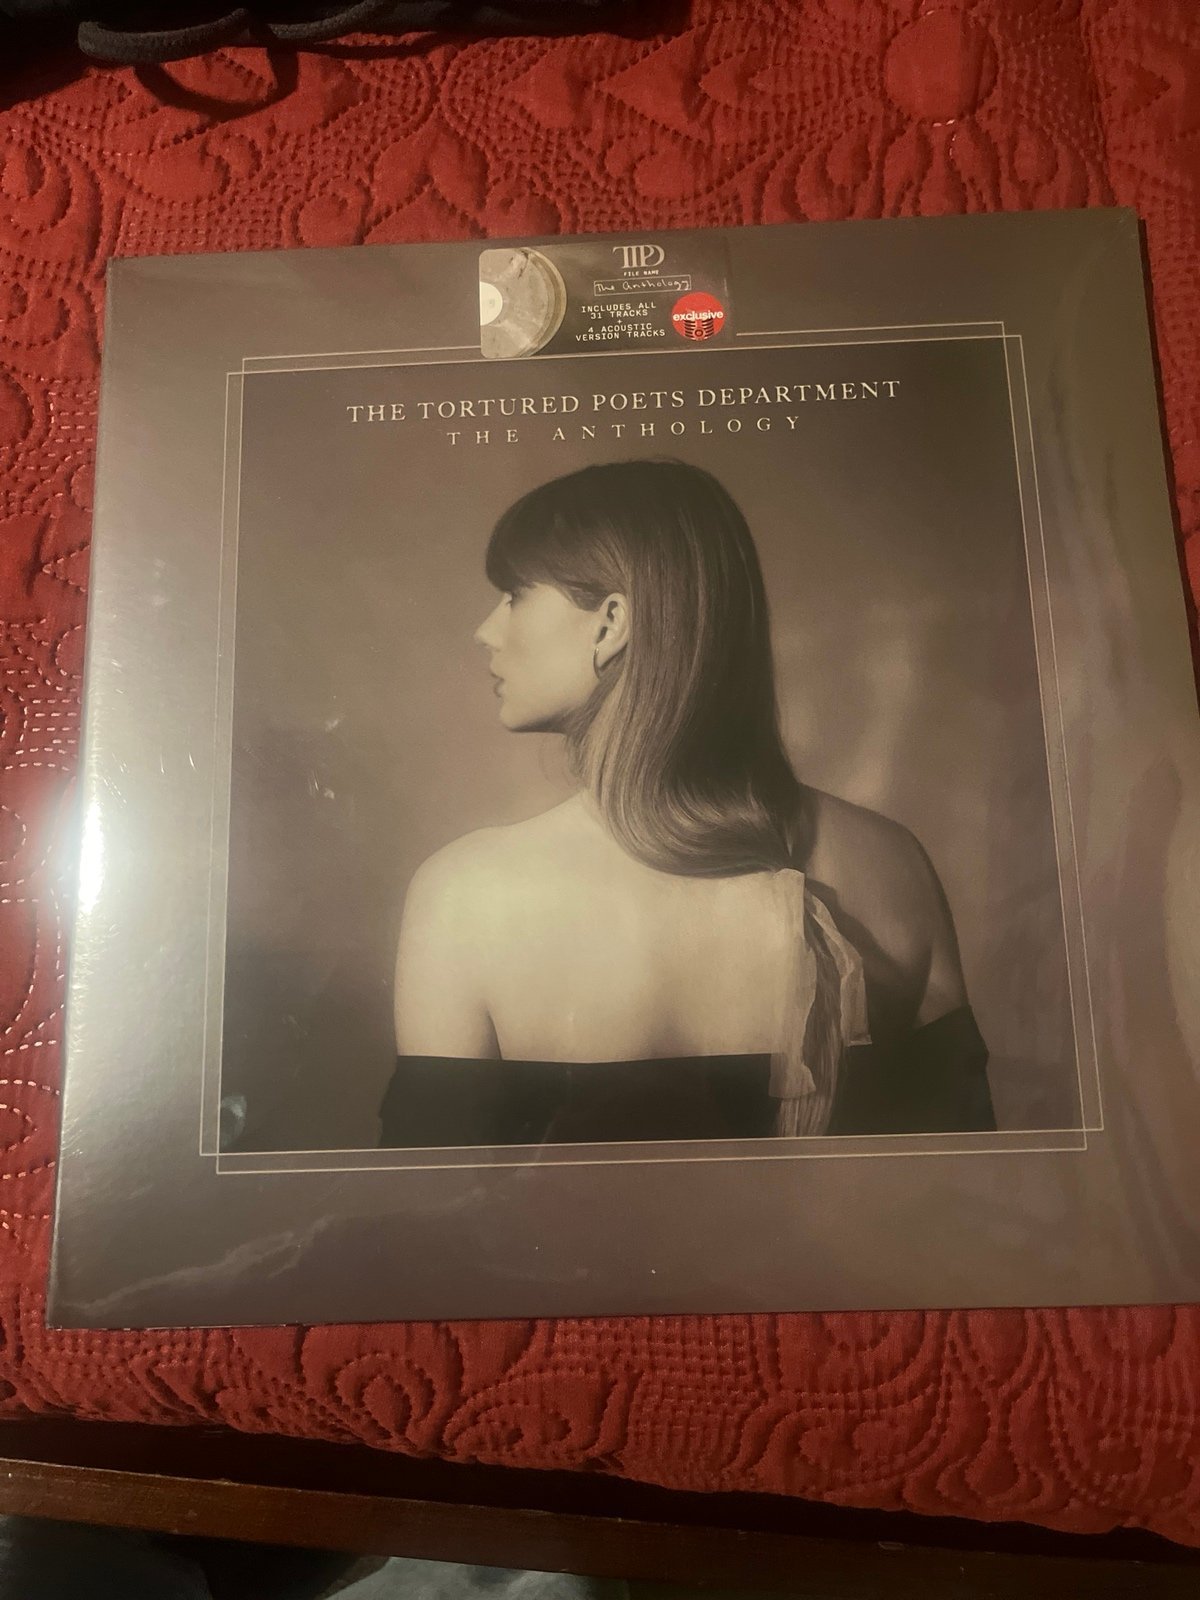 TTPD
FILE NAME
The Anthology
INCLUDES ALL
31 TRACKS
+
4 ACOUSTIC
VERSION TRACKS
exclusive
THE TORTURED POETS DEPARTMENT
THE ANTHOLOGY